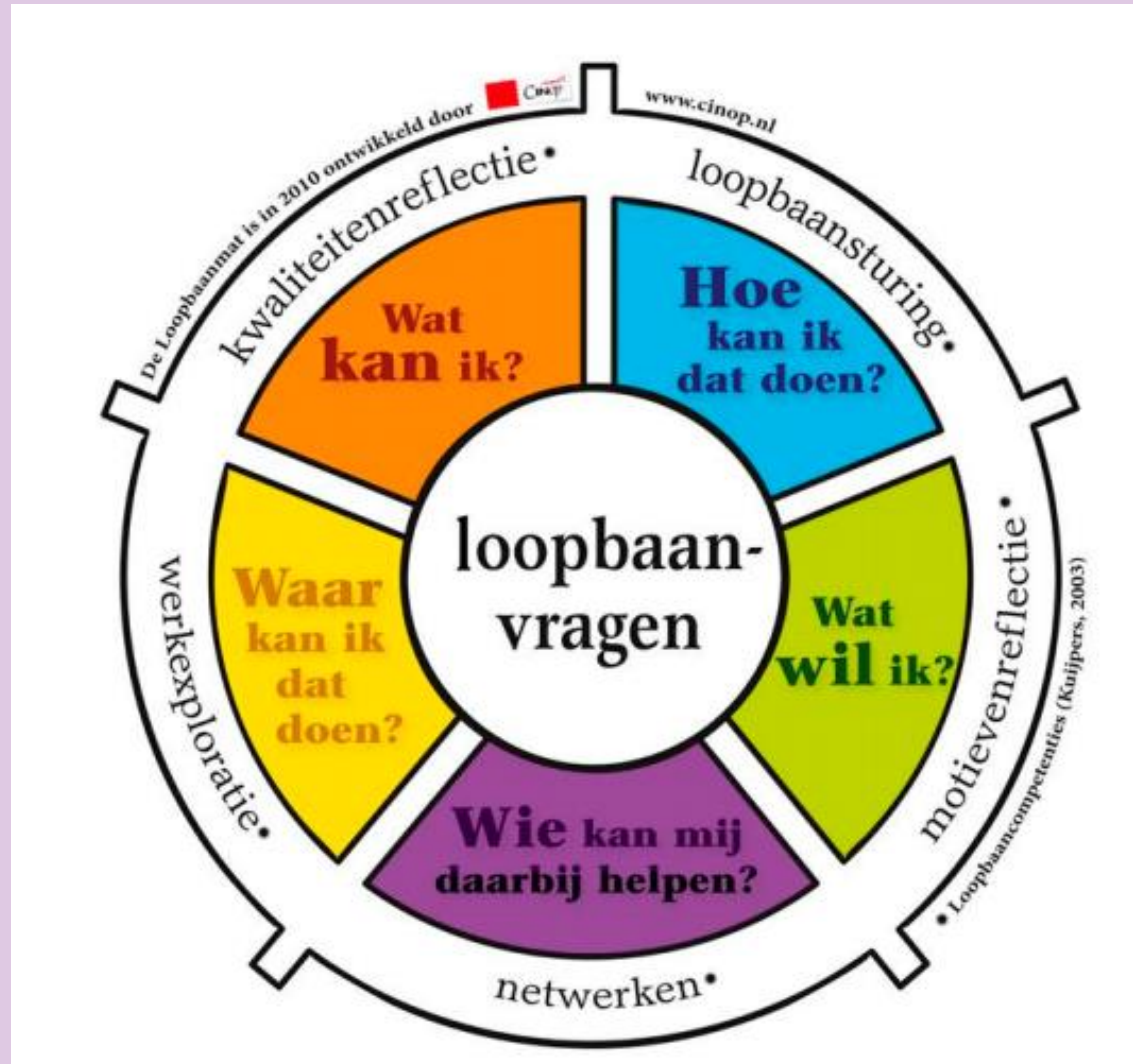 De Loopbaanmat is in 2010 ontwikkeld door
Cinop
www.cinop.nl
kwaliteitenreflectie•
loopbaansturing•
Wat
kan ik?
Hoe
kan ik
dat doen?
loopbaan-
vragen
Waar
kan ik
dat
doen?
Wat
wil ik?
Wie kan mij
daarbij helpen?
werkexploratie•
motievenreflectie•
netwerken•
• Loopbaancompetenties (Kuijpers, 2003)